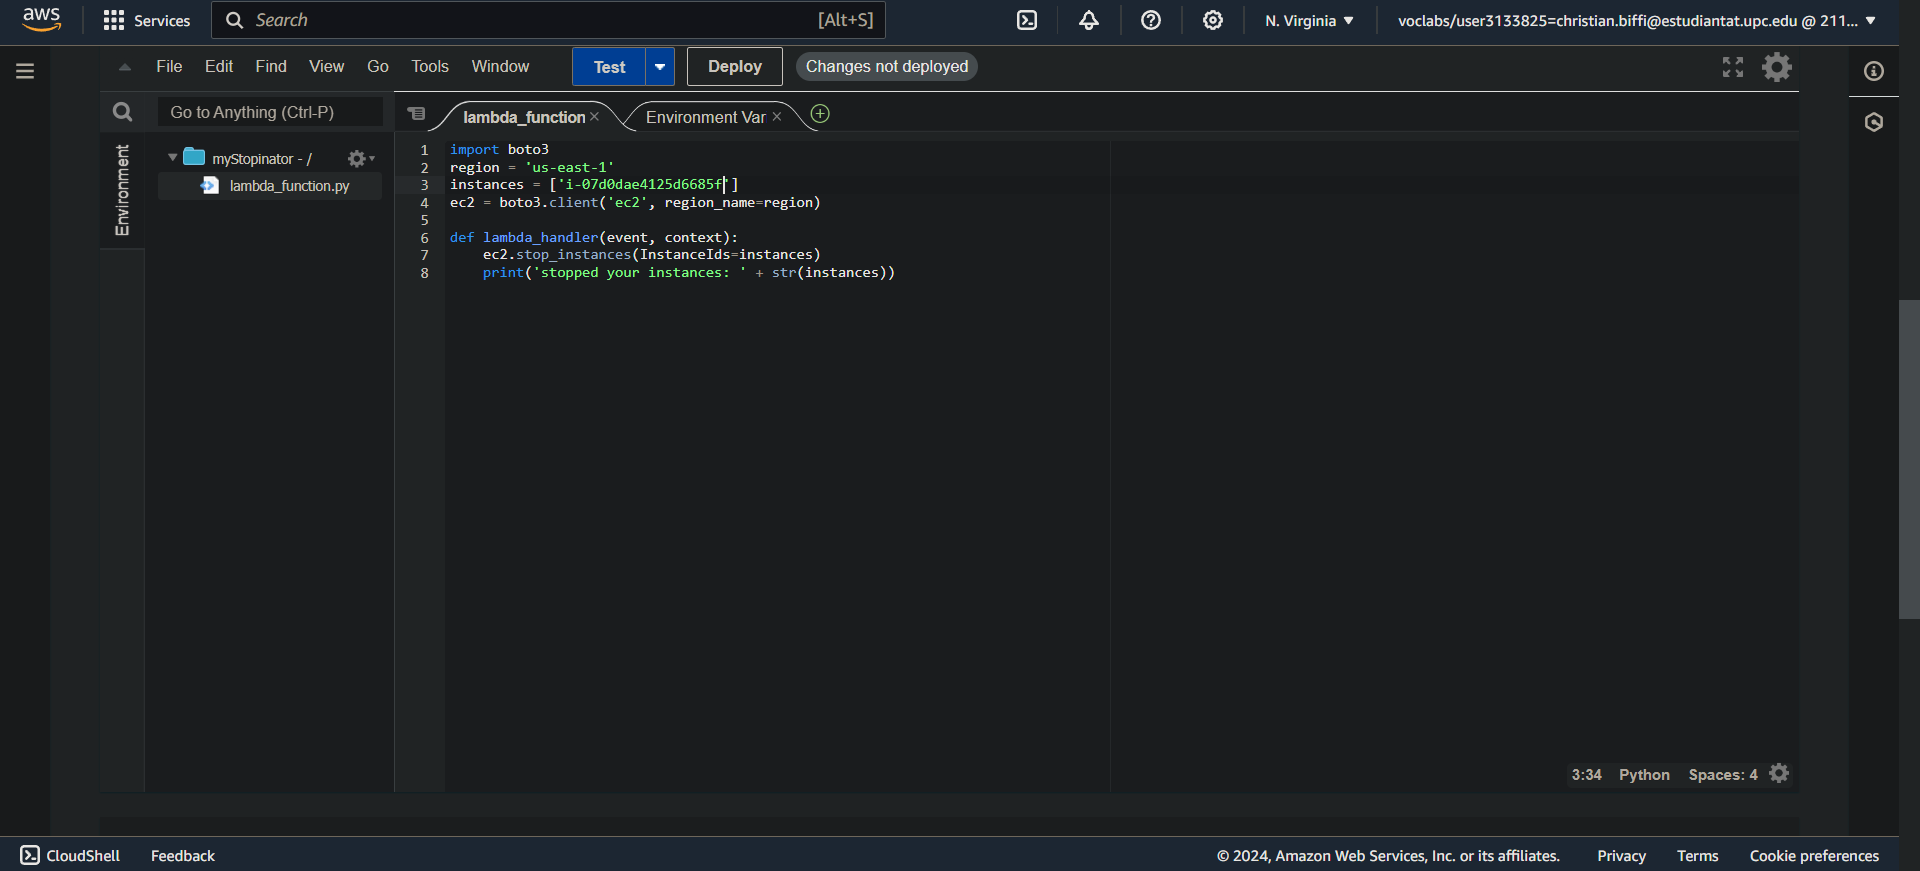 aws Services Search [Alt+S] N. Virginia voclabs/user3133825=christian.biffi@estudiantat.upc.edu @ 211...
File Edit Find View Go Tools Window Test Deploy Changes not deployed
Go to Anything (Ctrl-P) lambda_function Environment Var
Environment
myStopinator - /
lambda_function.py
1 import boto3
2 region = 'us-east-1'
3 instances = ['i-07d0dae4125d6685f']
4 ec2 = boto3.client('ec2', region_name=region)
5
6 def lambda_handler(event, context):
7 ec2.stop_instances(InstanceIds=instances)
8 print('stopped your instances: ' + str(instances))
3:34 Python Spaces: 4
CloudShell Feedback © 2024, Amazon Web Services, Inc. or its affiliates. Privacy Terms Cookie preferences